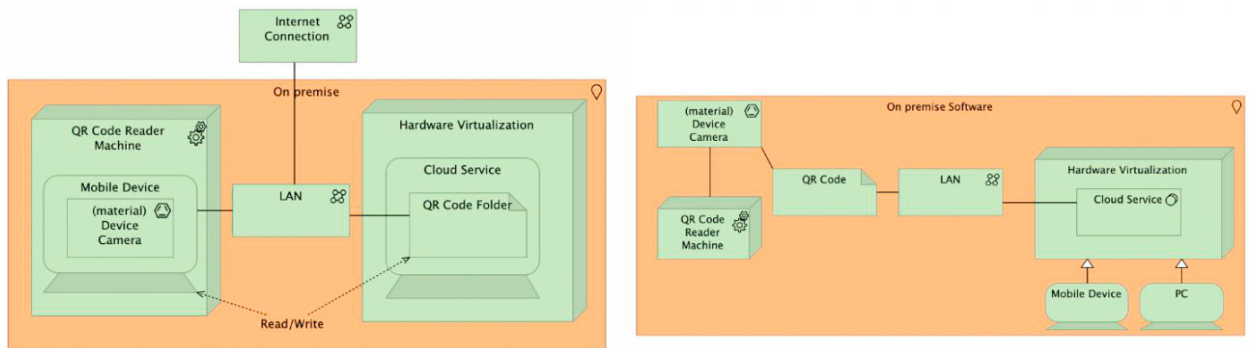 Internet
Connection
On premise
QR Code Reader
Machine
Mobile Device
(material)
Device
Camera
LAN
Hardware Virtualization
Cloud Service
QR Code Folder
Read/Write
On premise Software
(material)
Device
Camera
QR Code
LAN
Hardware Virtualization
Cloud Service
QR Code
Reader
Machine
Mobile Device
PC